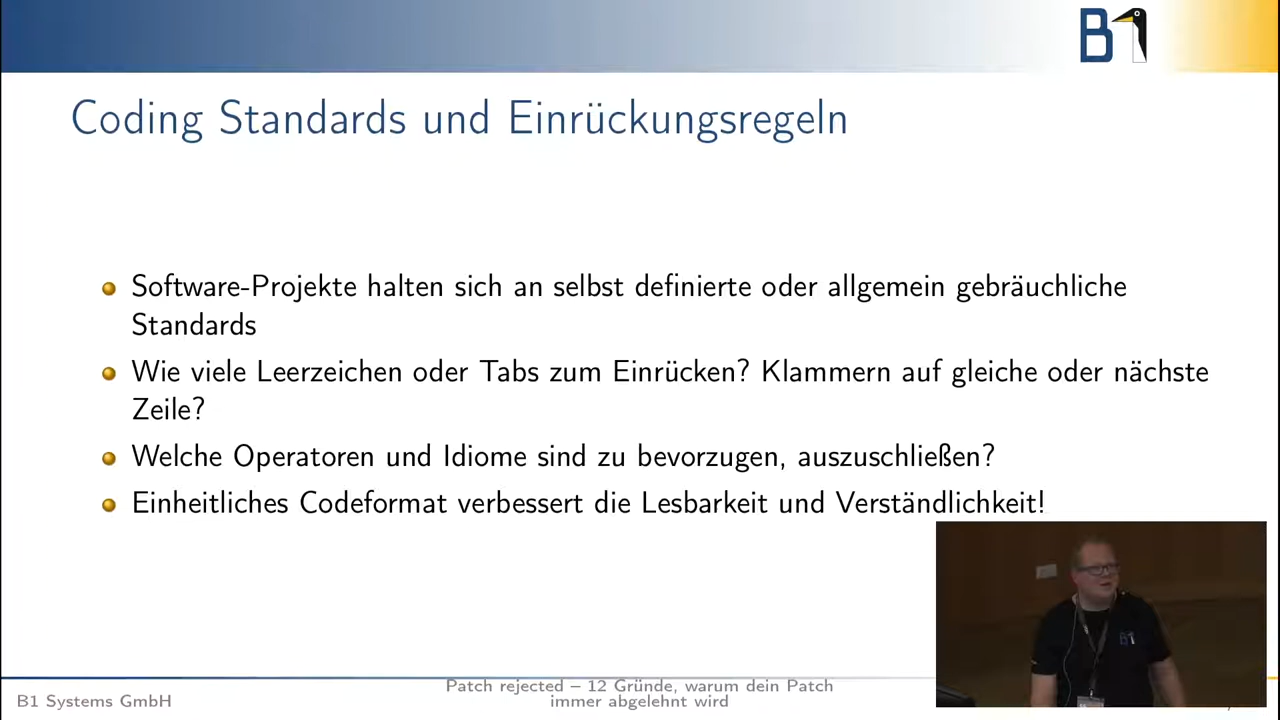 B1
Coding Standards und Einrückungsregeln
Software-Projekte halten sich an selbst definierte oder allgemein gebräuchliche
Standards
Wie viele Leerzeichen oder Tabs zum Einrücken? Klammern auf gleiche oder nächste
Zeile?
Welche Operatoren und Idiome sind zu bevorzugen, auszuschließen?
Einheitliches Codeformat verbessert die Lesbarkeit und Verständlichkeit!
B1
B1 Systems GmbH
Patch rejected – 12 Gründe, warum dein Patch
immer abgelehnt wird